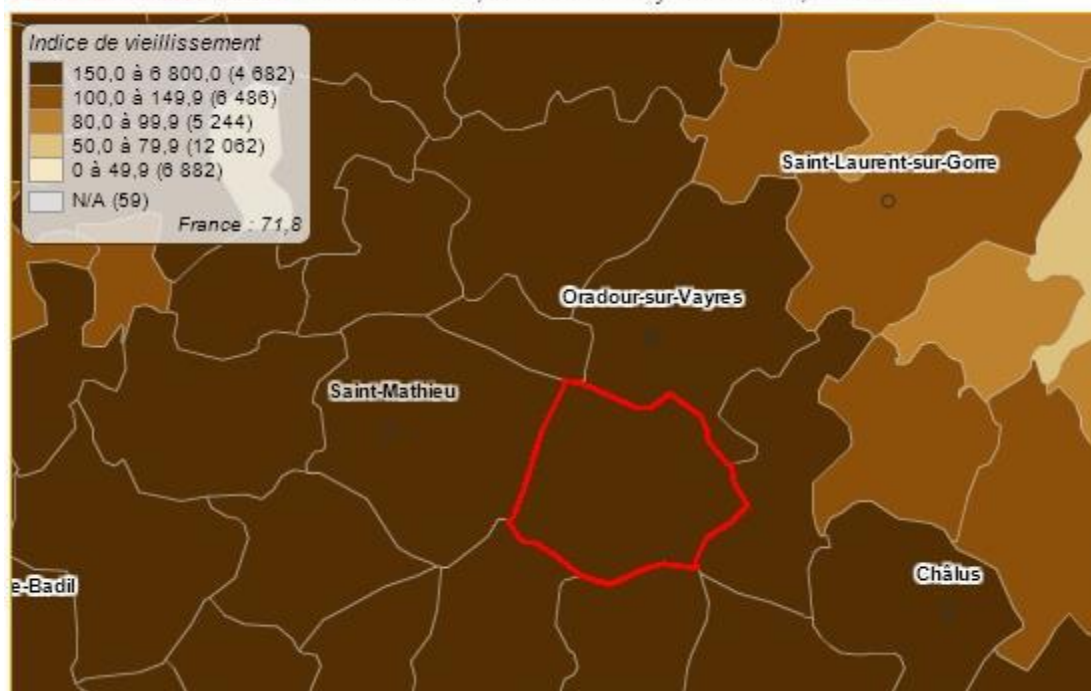 Indice de vieillissement
150,0 à 6 800,0 (4 682)
100,0 à 149,9 (6 486)
80,0 à 99,9 (5 244)
50,0 à 79,9 (12 062)
0 à 49,9 (6 882)
N/A (59)
France : 71,8
Saint-Laurent-sur-Gorre
Oradour-sur-Vayres
Saint-Mathieu
Châlus
e-Badil